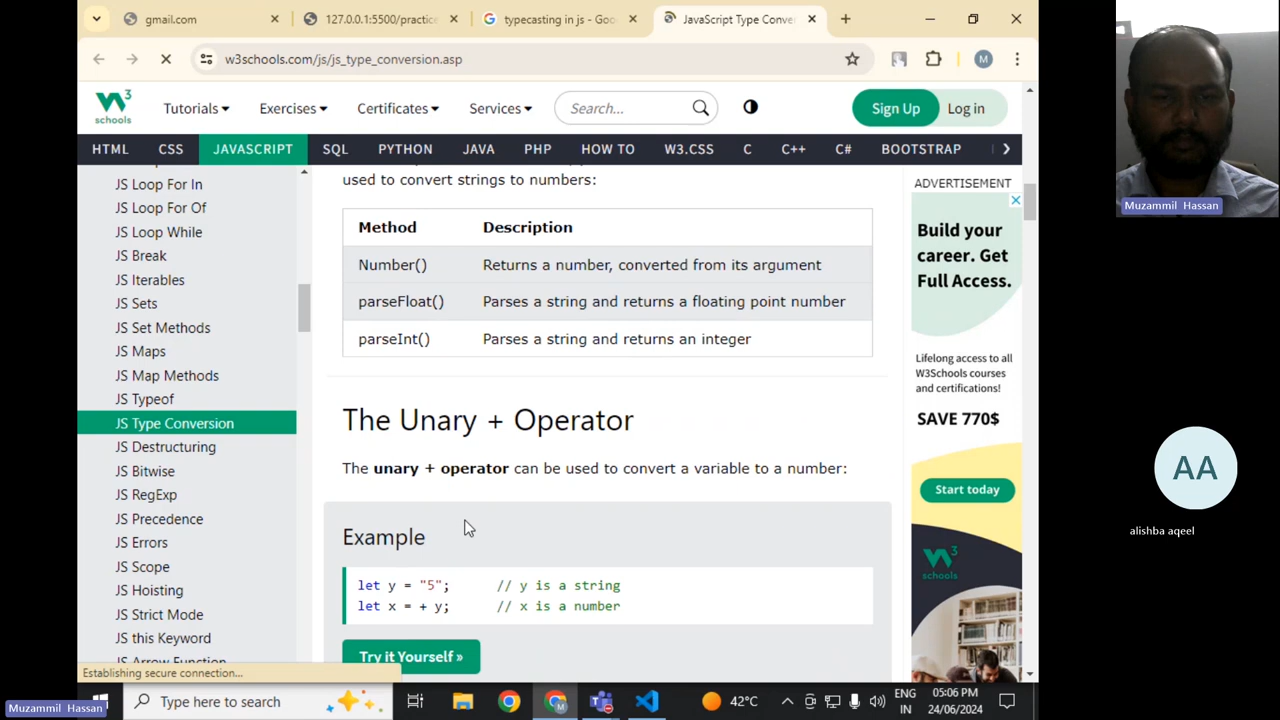 gmail.com
127.0.0.1:5500/practice
typecasting in js - Goo
JavaScript Type Conve
w3schools.com/js/js_type_conversion.asp
W3 schools
Tutorials
Exercises
Certificates
Services
Search...
Sign Up
Log in
HTML CSS JAVASCRIPT SQL PYTHON JAVA PHP HOW TO W3.CSS C C++ C# BOOTSTRAP
JS Loop For In
JS Loop For Of
JS Loop While
JS Break
JS Iterables
JS Sets
JS Set Methods
JS Maps
JS Map Methods
JS Typeof
JS Type Conversion
JS Destructuring
JS Bitwise
JS RegExp
JS Precedence
JS Errors
JS Scope
JS Hoisting
JS Strict Mode
JS this Keyword
JS Arrow Function
used to convert strings to numbers:
Method Description
Number() Returns a number, converted from its argument
parseFloat() Parses a string and returns a floating point number
parseInt() Parses a string and returns an integer
The Unary + Operator
The unary + operator can be used to convert a variable to a number:
Example
let y = "5"; // y is a string
let x = + y; // x is a number
Try it Yourself »
ADVERTISEMENT
Build your
career. Get
Full Access.
Lifelong access to all
W3Schools courses
and certifications!
SAVE 770$
Start today
W3 schools
Establishing secure connection...
Muzammil Hassan
Type here to search
42°C
ENG
IN
05:06 PM
24/06/2024
M
Muzammil Hassan
AA
alishba aqeel